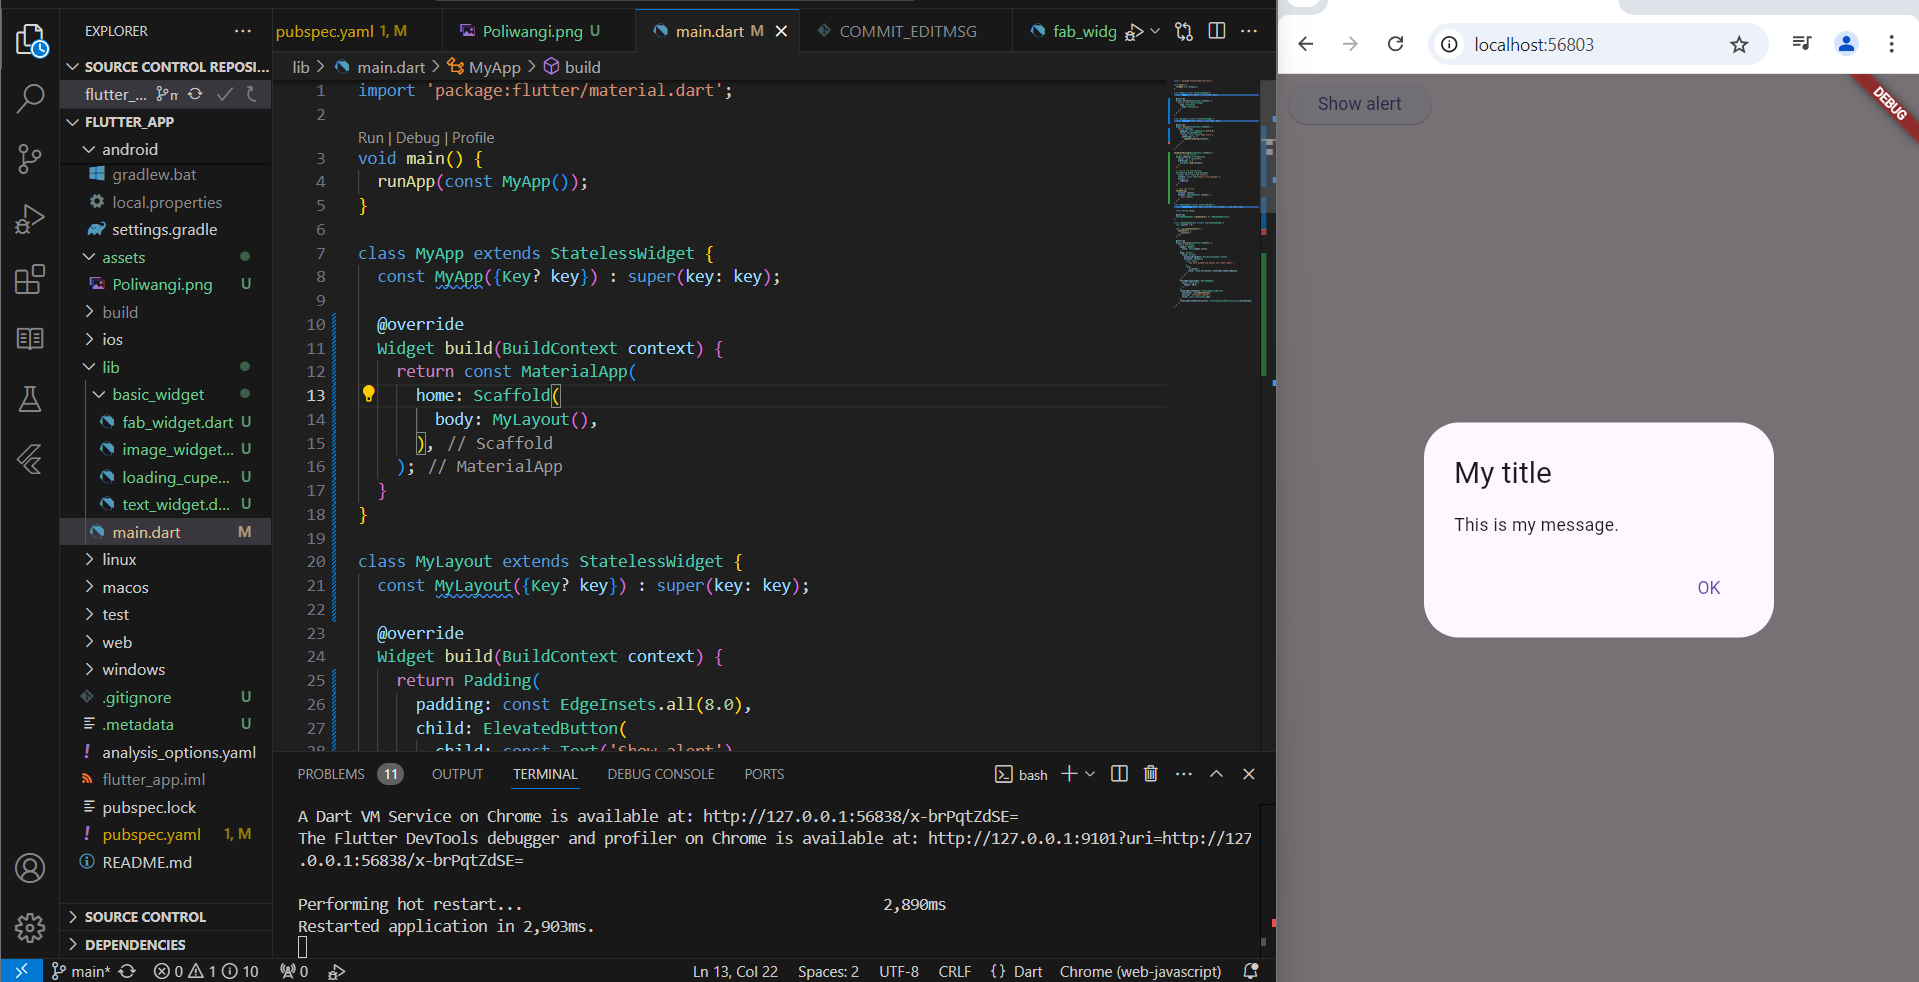 EXPLORER
SOURCE CONTROL REPOSI...
flutter_...
FLUTTER_APP
android
gradlew.bat
local.properties
settings.gradle
assets
Poliwangi.png U
build
ios
lib
basic_widget
fab_widget.dart U
image_widget... U
loading_cupe... U
text_widget.d... U
main.dart M
linux
macos
test
web
windows
.gitignore U
.metadata U
analysis_options.yaml
flutter_app.iml
pubspec.lock
pubspec.yaml 1, M
README.md
SOURCE CONTROL
DEPENDENCIES
pubspec.yaml 1, M
Poliwangi.png U
main.dart M
COMMIT_EDITMSG
fab_widg
lib > main.dart > MyApp > build
1 import 'package:flutter/material.dart';
2
Run | Debug | Profile
3 void main() {
4 runApp(const MyApp());
5 }
6
7 class MyApp extends StatelessWidget {
8 const MyApp({Key? key}) : super(key: key);
9
10 @override
11 Widget build(BuildContext context) {
12 return const MaterialApp(
13 home: Scaffold(
14 body: MyLayout(),
15 ), // Scaffold
16 ); // MaterialApp
17 }
18 }
19
20 class MyLayout extends StatelessWidget {
21 const MyLayout({Key? key}) : super(key: key);
22
23 @override
24 Widget build(BuildContext context) {
25 return Padding(
26 padding: const EdgeInsets.all(8.0),
27 child: ElevatedButton(
28 child: const Text('Show alert')
PROBLEMS 11 OUTPUT TERMINAL DEBUG CONSOLE PORTS
bash
A Dart VM Service on Chrome is available at: http://127.0.0.1:56838/x-brPqtZdSE=
The Flutter DevTools debugger and profiler on Chrome is available at: http://127.0.0.1:9101?uri=http://127
.0.0.1:56838/x-brPqtZdSE=
Performing hot restart... 2,890ms
Restarted application in 2,903ms.
main* 0 1 10 0
Ln 13, Col 22 Spaces: 2 UTF-8 CRLF {} Dart Chrome (web-javascript)
localhost:56803
Show alert
DEBUG
My title
This is my message.
OK